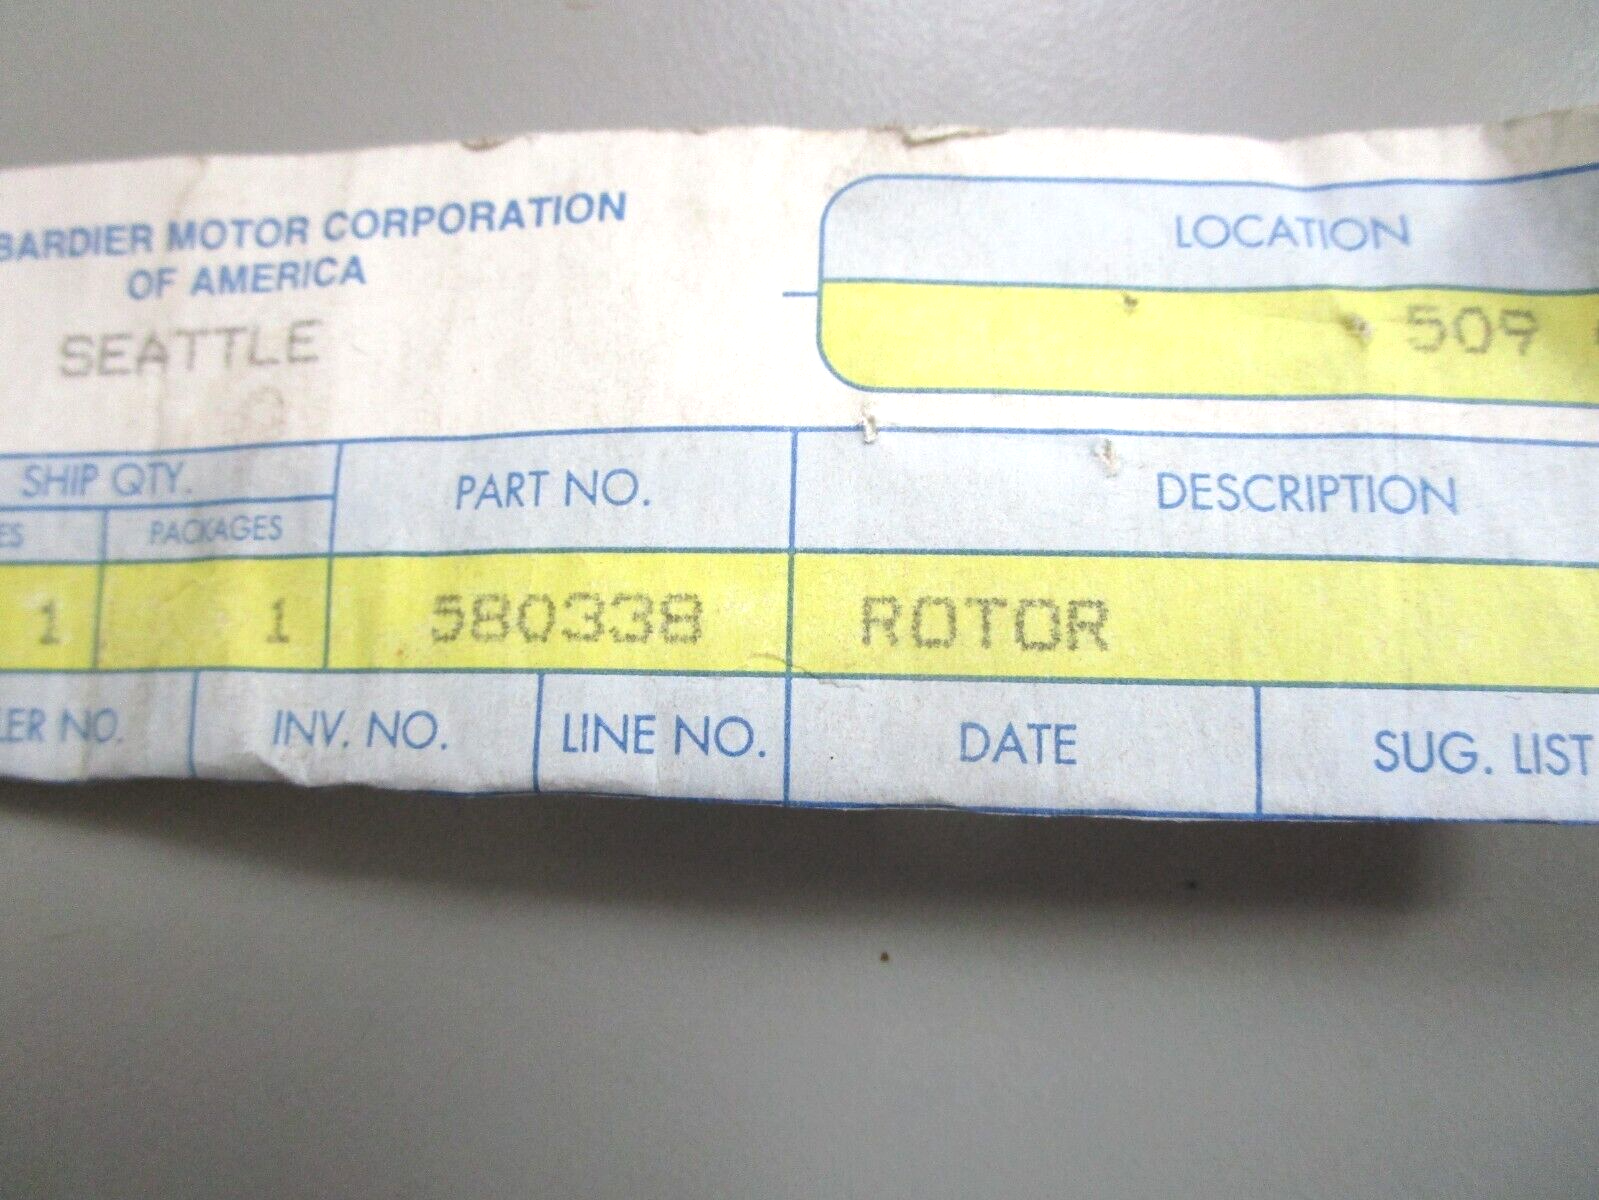 BARDIER MOTOR CORPORATION
OF AMERICA
SEATTLE
LOCATION
509
SHIP QTY.
PART NO.
DESCRIPTION
ES
PACKAGES
1
1
580338
ROTOR
LER NO.
INV. NO.
LINE NO.
DATE
SUG. LIST